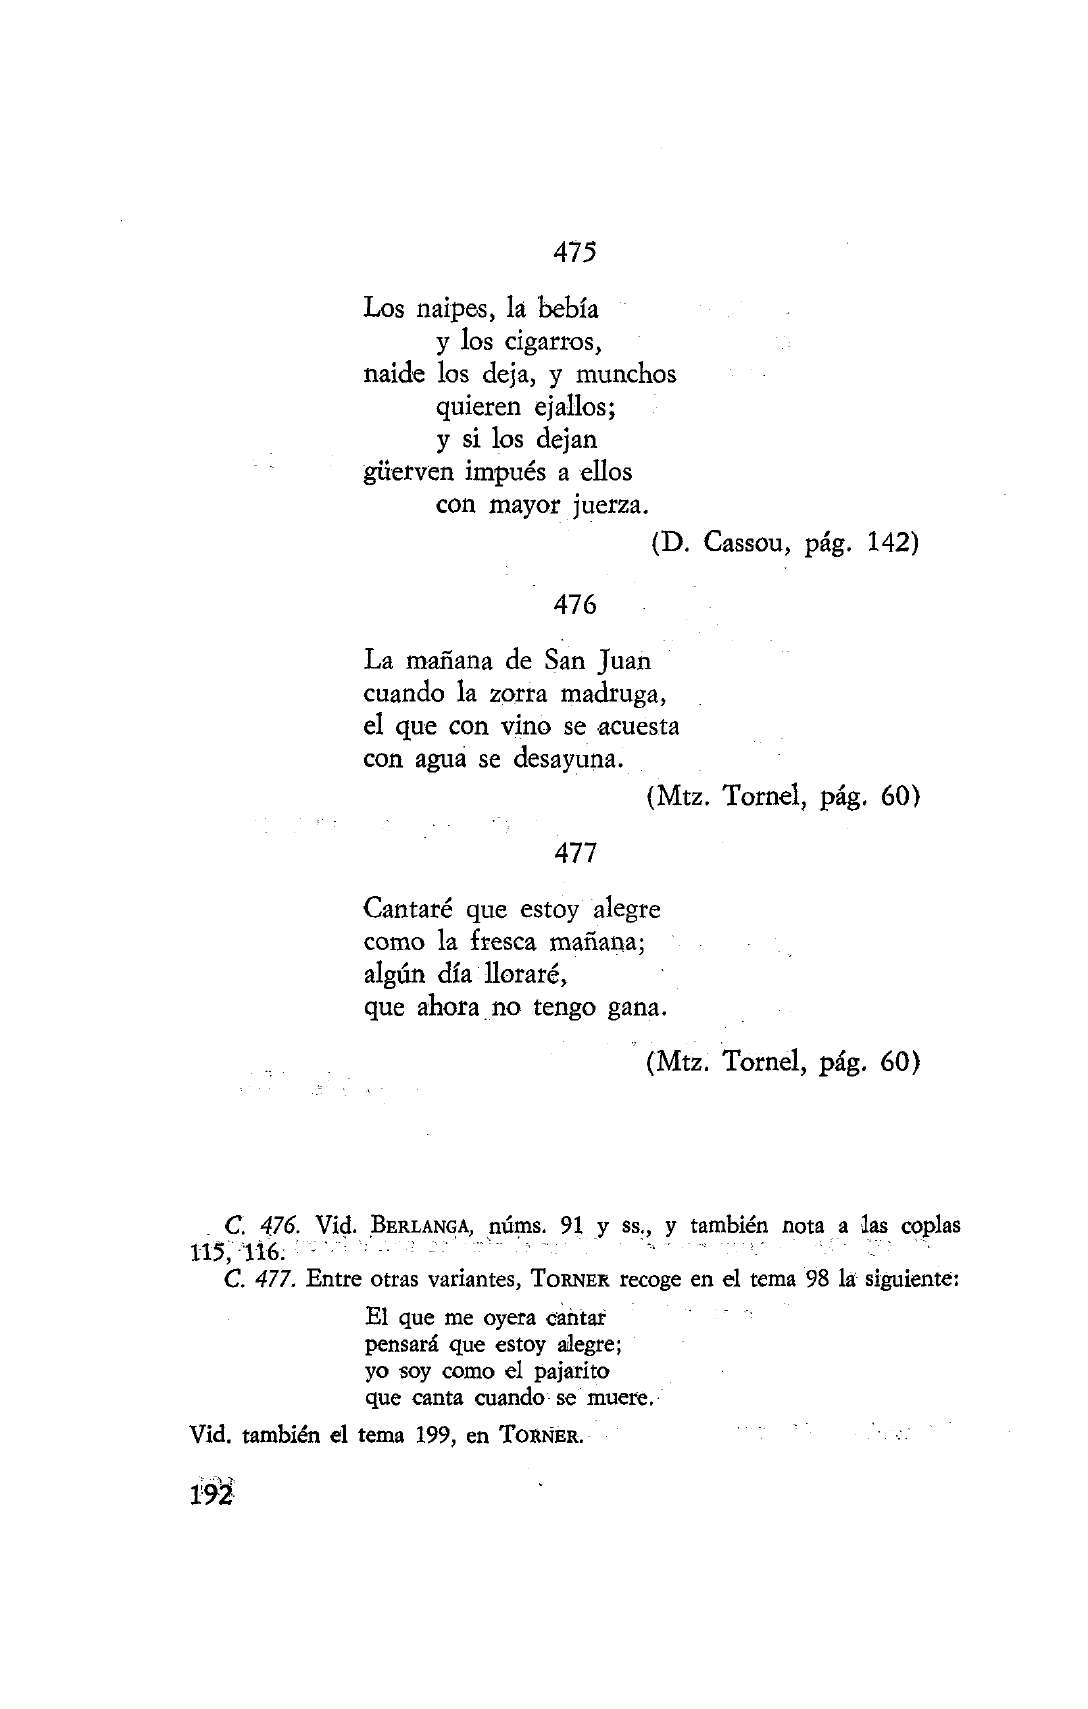 475
Los naipes, la bebía
y los cigarros,
naide los deja, y munchos
quieren ejallos;
y si los dejan
güerven impués a ellos
con mayor juerza.
(D. Cassou, pág. 142)
476
La mañana de San Juan
cuando la zorra madruga,
el que con vino se acuesta
con agua se desayuna.
(Mtz. Tornel, pág. 60)
477
Cantaré que estoy alegre
como la fresca mañana;
algún día lloraré,
que ahora no tengo gana.
(Mtz. Tornel, pág. 60)
C. 476. Vid. BERLANGA, núms. 91 y ss., y también nota a las coplas
115, 116.
C. 477. Entre otras variantes, TORNER recoge en el tema 98 la siguiente:
El que me oyera cantar
pensará que estoy alegre;
yo soy como el pajarito
que canta cuando se muere.
Vid. también el tema 199, en TORNER.
192